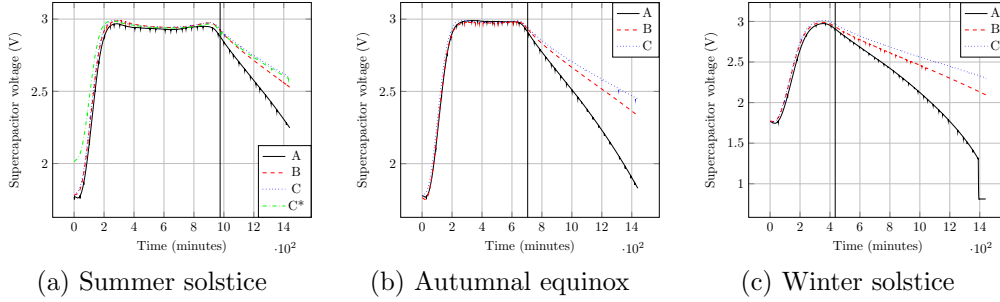 Supercapacitor voltage (V)
3
2.5
2
0 2 4 6 8 10 12 14
Time (minutes)
·10²
A
B
C
C*
(a) Summer solstice
Supercapacitor voltage (V)
3
2.5
2
0 2 4 6 8 10 12 14
Time (minutes)
·10²
A
B
C
(b) Autumnal equinox
Supercapacitor voltage (V)
3
2.5
2
1.5
1
0 2 4 6 8 10 12 14
Time (minutes)
·10²
A
B
C
(c) Winter solstice